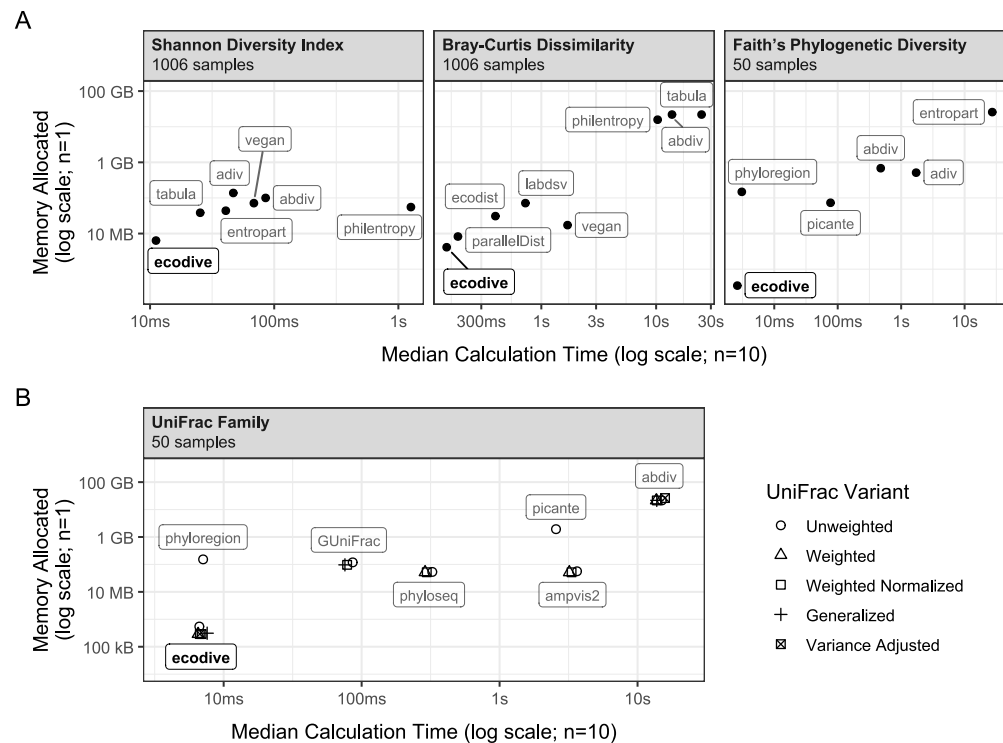 A
Shannon Diversity Index
1006 samples
Bray-Curtis Dissimilarity
1006 samples
Faith's Phylogenetic Diversity
50 samples
Memory Allocated
(log scale; n=1)
100 GB
1 GB
10 MB
tabula
adiv
vegan
entropart
abdiv
philentropy
ecodive
ecodist
labdsv
parallelDist
vegan
philentropy
tabula
abdiv
ecodive
phyloregion
picante
abdiv
adiv
entropart
ecodive
10ms
100ms
1s
300ms
1s
3s
10s
30s
10ms
100ms
1s
10s
Median Calculation Time (log scale; n=10)
B
UniFrac Family
50 samples
Memory Allocated
(log scale; n=1)
100 GB
1 GB
10 MB
100 kB
phyloregion
GUniFrac
phyloseq
picante
ampvis2
abdiv
ecodive
10ms
100ms
1s
10s
Median Calculation Time (log scale; n=10)
UniFrac Variant
Unweighted
Weighted
Weighted Normalized
Generalized
Variance Adjusted